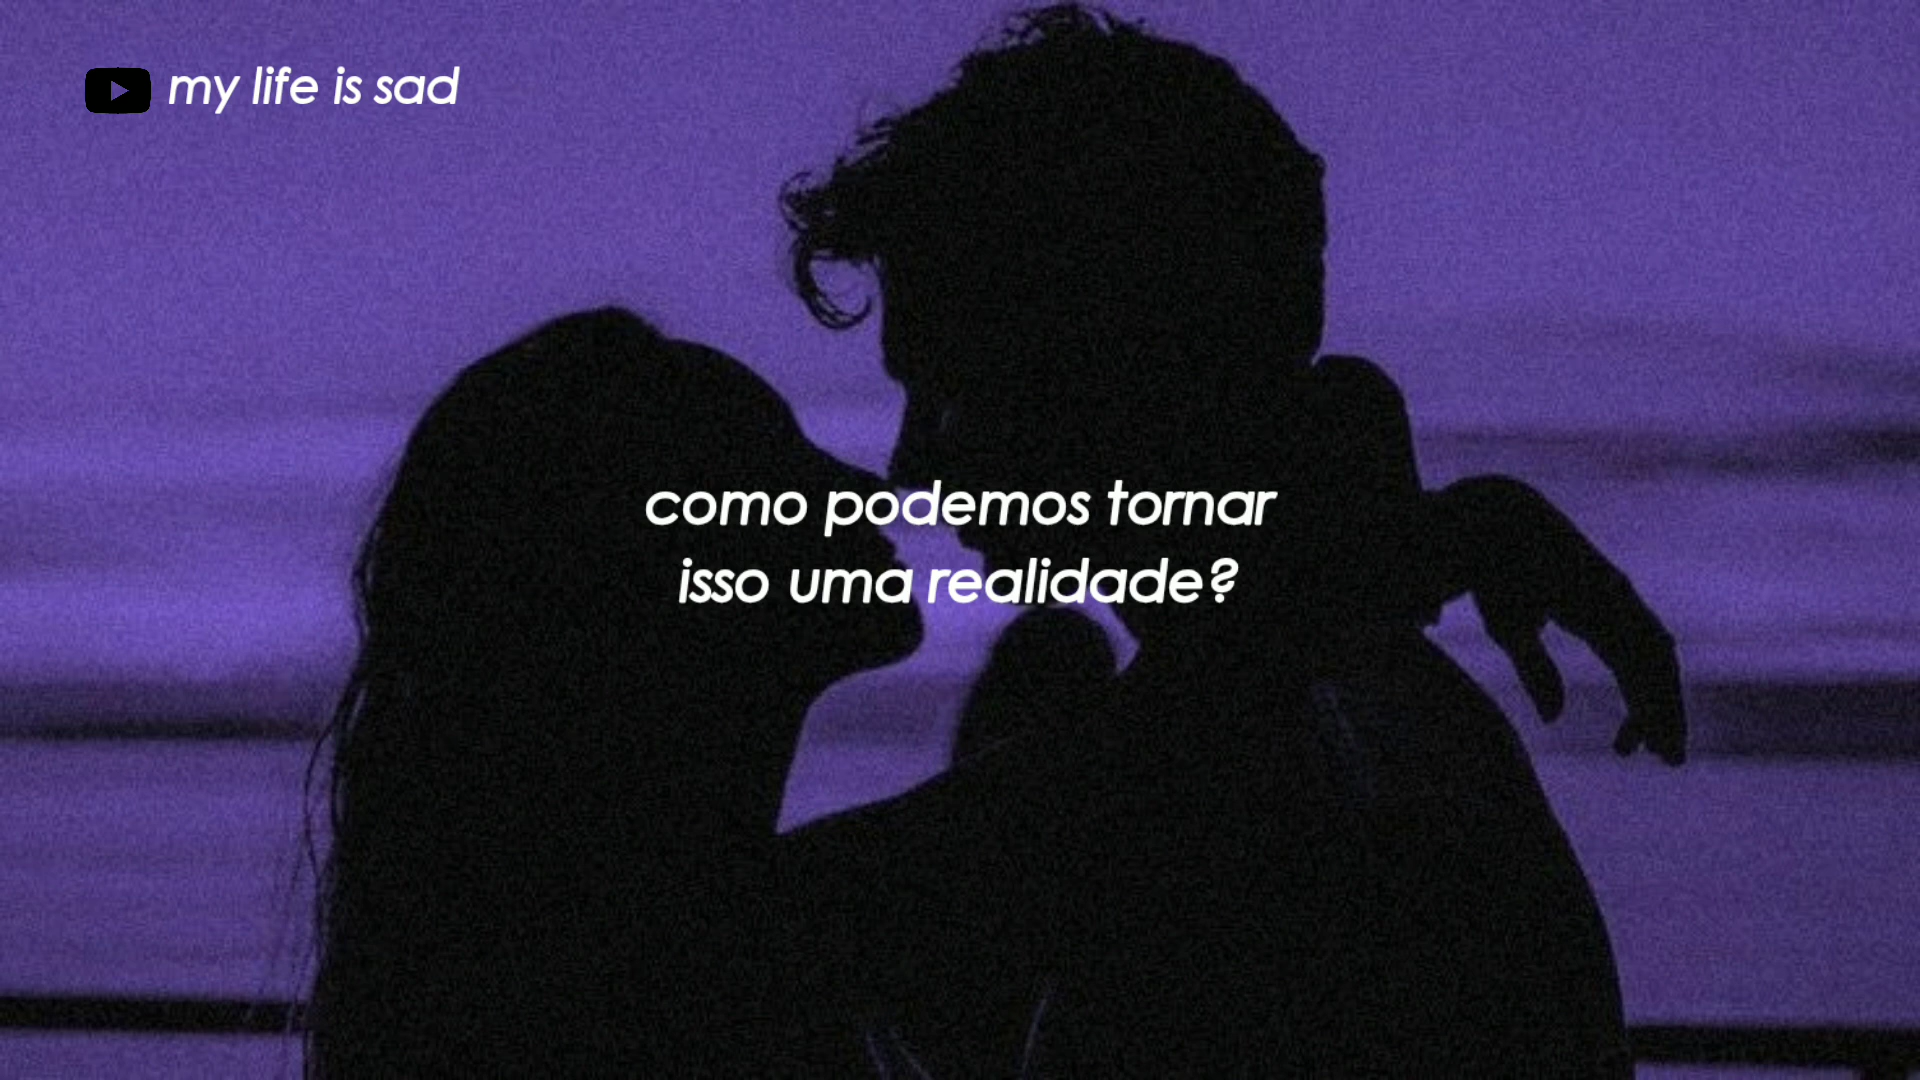 my life is sad
como podemos tornar
isso uma realidade?